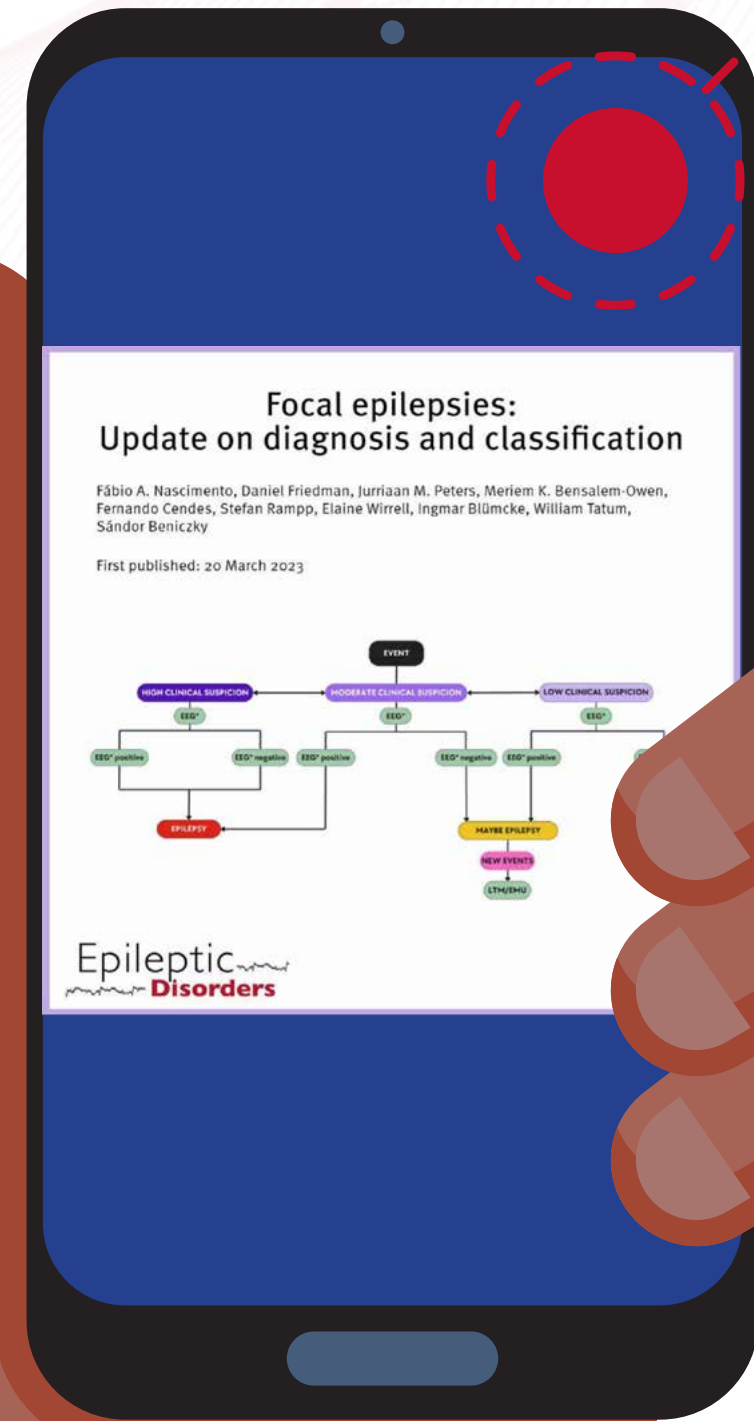 Focal epilepsies:
Update on diagnosis and classification
Fábio A. Nascimento, Daniel Friedman, Jurriaan M. Peters, Meriem K. Bensalem-Owen,
Fernando Cendes, Stefan Rampp, Elaine Wirrell, Ingmar Blümcke, William Tatum,
Sándor Beniczky
First published: 20 March 2023
EVENT
HIGH CLINICAL SUSPICION
MODERATE CLINICAL SUSPICION
LOW CLINICAL SUSPICION
EEG*
EEG*
EEG*
EEG* positive
EEG* negative
EEG* positive
EEG* negative
EEG* positive
EPILEPSY
MAYBE EPILEPSY
NEW EVENTS
LTM/EMU
Epileptic
Disorders